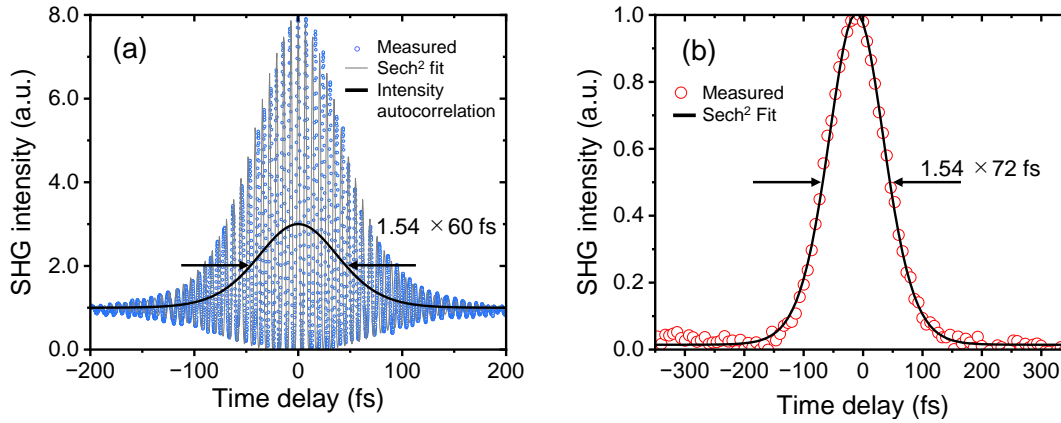 (a)
Measured
Sech² fit
Intensity
autocorrelation
1.54 × 60 fs
8.0
6.0
4.0
2.0
0.0
-200
-100
0
100
200
SHG intensity (a.u.)
Time delay (fs)
(b)
Measured
Sech² Fit
1.54 × 72 fs
1.0
0.8
0.6
0.4
0.2
0.0
-300
-200
-100
0
100
200
300
SHG intensity (a.u.)
Time delay (fs)